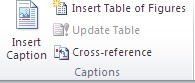 Insert Table of Figures
Insert
Caption
Update Table
Cross-reference
Captions